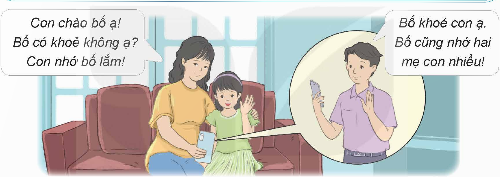 Con chào bố ạ!
Bố có khoẻ không ạ?
Con nhớ bố lắm!
Bố khoẻ con ạ.
Bố cũng nhớ hai
mẹ con nhiều!